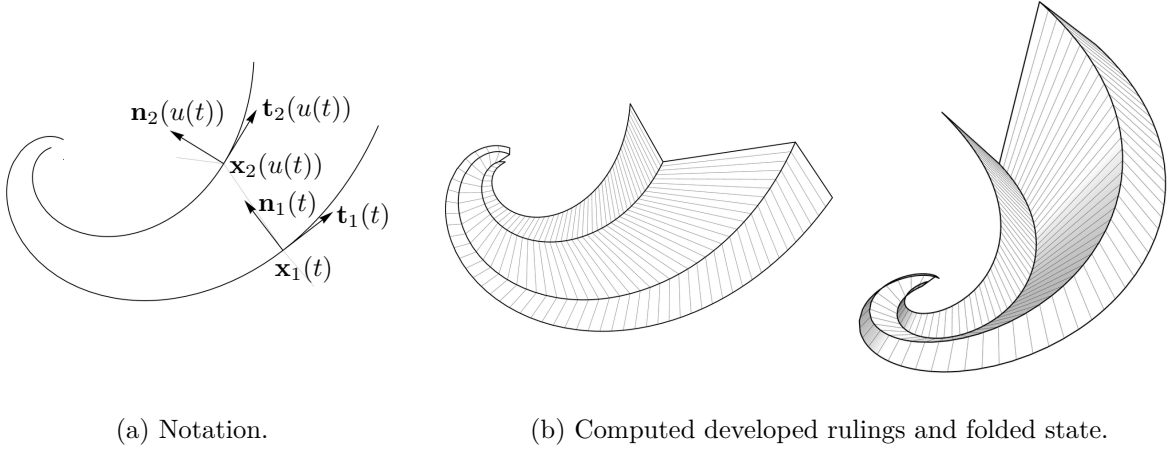 𝐧₂(u(t))
𝐭₂(u(t))
𝐱₂(u(t))
𝐧₁(t)
𝐭₁(t)
𝐱₁(t)
(a) Notation.
(b) Computed developed rulings and folded state.